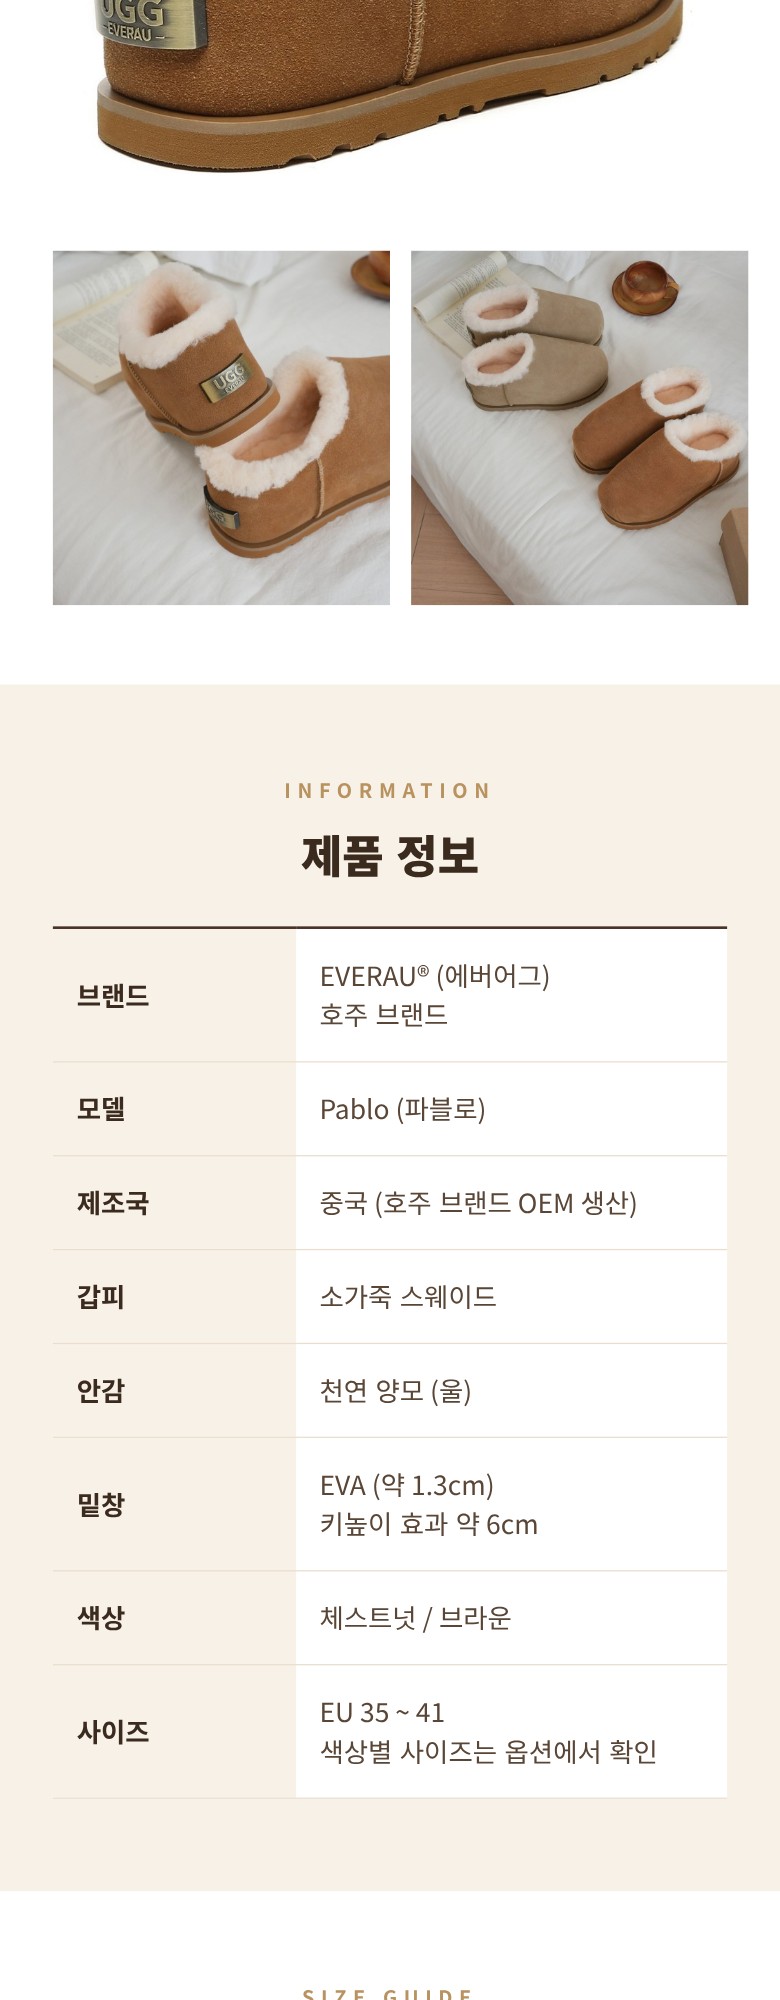 UGG
EVERAU
UGG
INFORMATION
제품 정보
브랜드
EVERAU® (에버어그)
호주 브랜드
모델
Pablo (파블로)
제조국
중국 (호주 브랜드 OEM 생산)
갑피
소가죽 스웨이드
안감
천연 양모 (울)
밑창
EVA (약 1.3cm)
키높이 효과 약 6cm
색상
체스트넛 / 브라운
사이즈
EU 35 ~ 41
색상별 사이즈는 옵션에서 확인
SIZE GUIDE